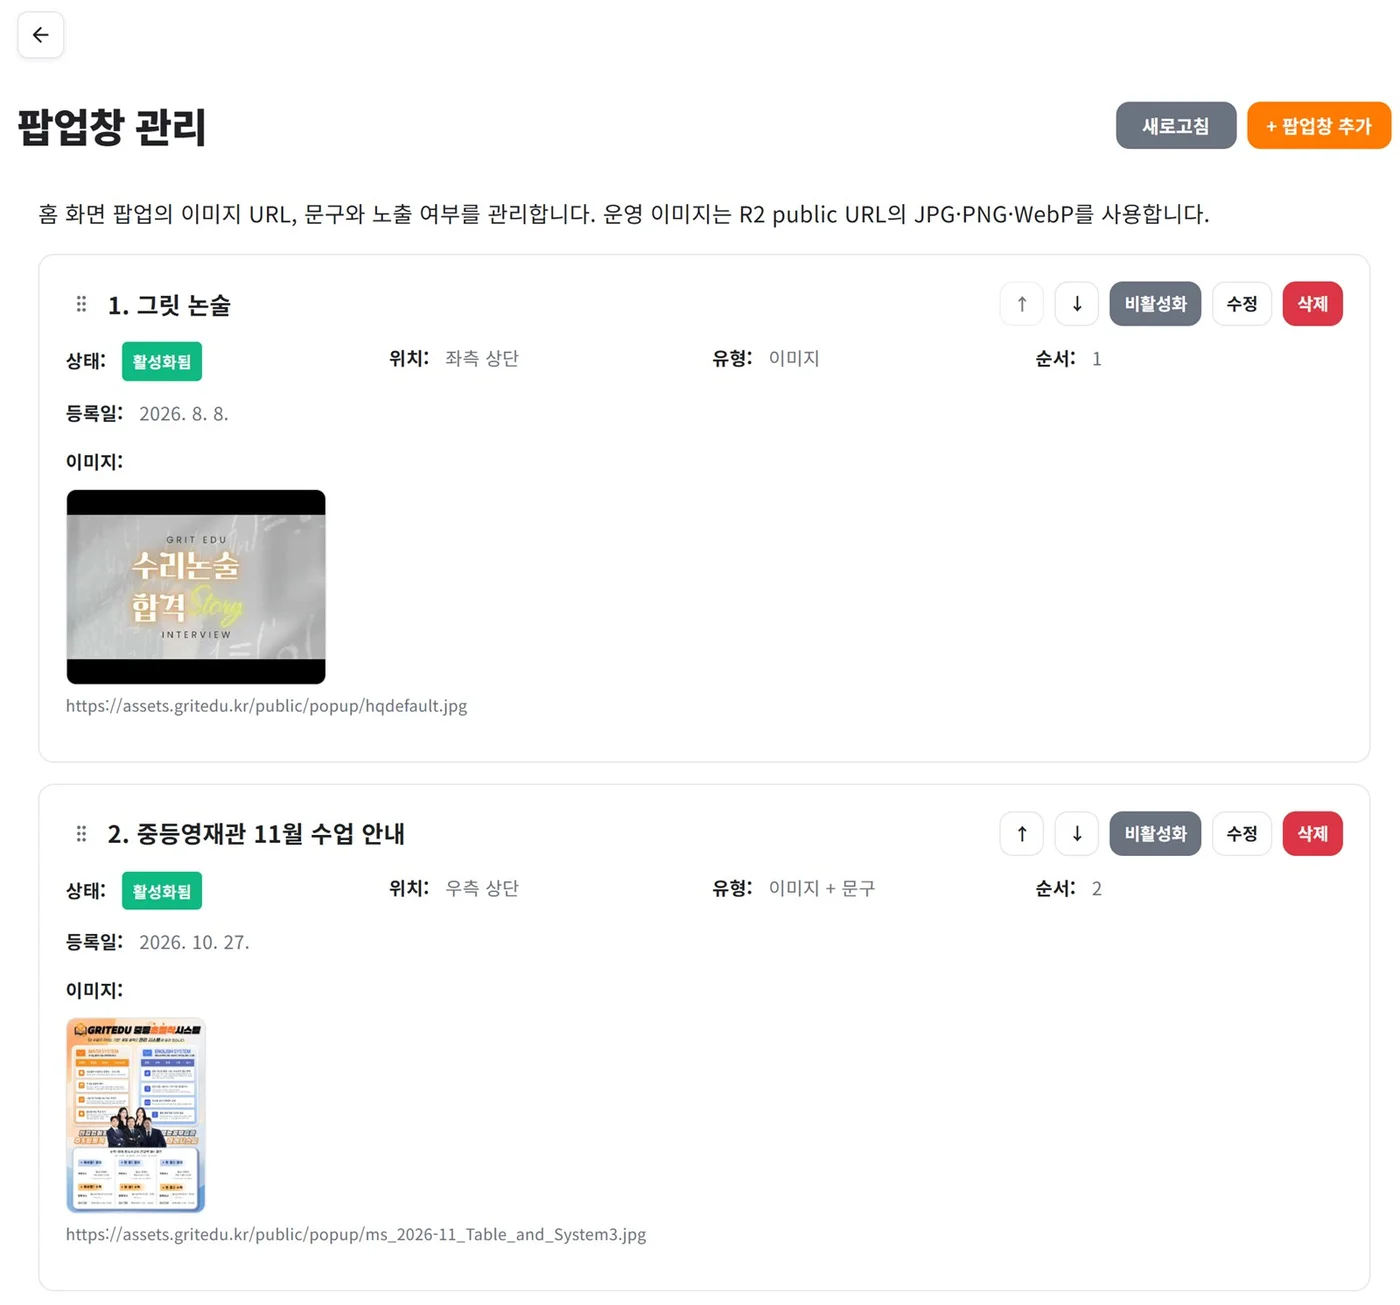 ←
팝업창 관리
새로고침
+ 팝업창 추가
홈 화면 팝업의 이미지 URL, 문구와 노출 여부를 관리합니다. 운영 이미지는 R2 public URL의 JPG·PNG·WebP를 사용합니다.
1. 그릿 논술
↑ ↓ 비활성화 수정 삭제
상태: 활성화됨 위치: 좌측 상단 유형: 이미지 순서: 1
등록일: 2026. 8. 8.
이미지:
GRIT EDU
수리논술
합격 Story
INTERVIEW
https://assets.gritedu.kr/public/popup/hqdefault.jpg
2. 중등영재관 11월 수업 안내
↑ ↓ 비활성화 수정 삭제
상태: 활성화됨 위치: 우측 상단 유형: 이미지 + 문구 순서: 2
등록일: 2026. 10. 27.
이미지:
GRITEDU
MATH SYSTEM
ENGLISH SYSTEM
https://assets.gritedu.kr/public/popup/ms_2026-11_Table_and_System3.jpg